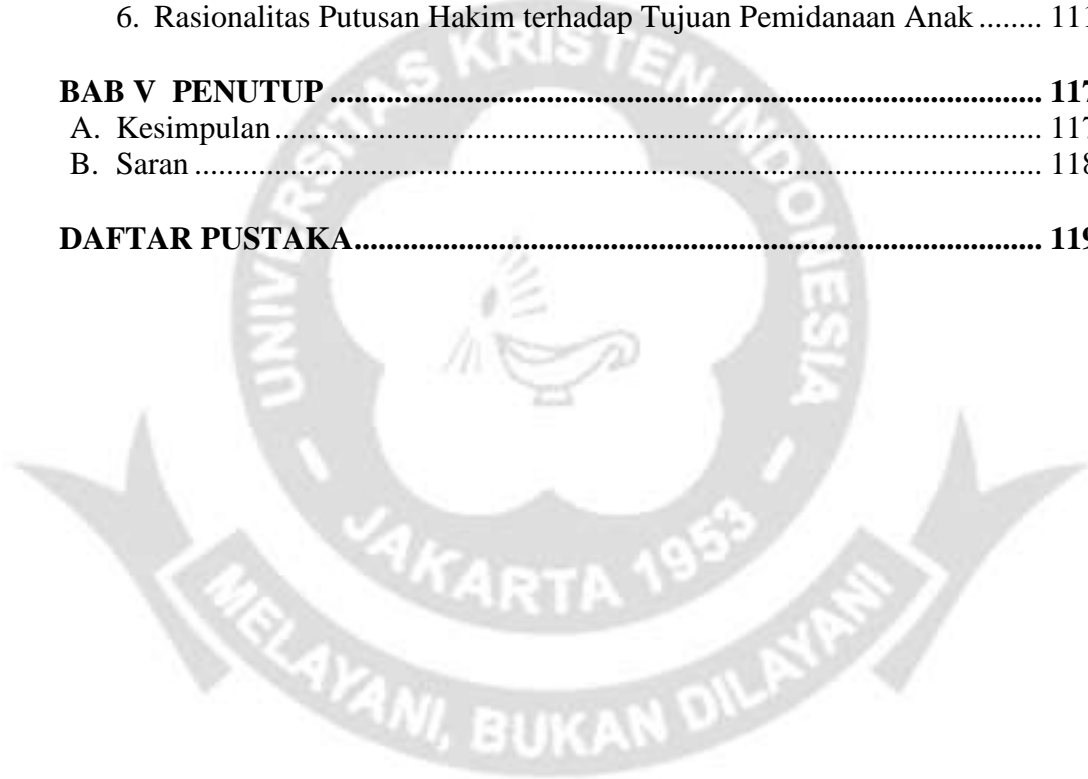 6. Rasionalitas Putusan Hakim terhadap Tujuan Pemidanaan Anak ........ 111
BAB V PENUTUP ......................................................................................... 117
A. Kesimpulan ................................................................................................ 117
B. Saran .......................................................................................................... 118
DAFTAR PUSTAKA...................................................................................... 119
UNIVERSITAS KRISTEN INDONESIA
- JAKARTA 1953 -
MELAYANI, BUKAN DILAYANI